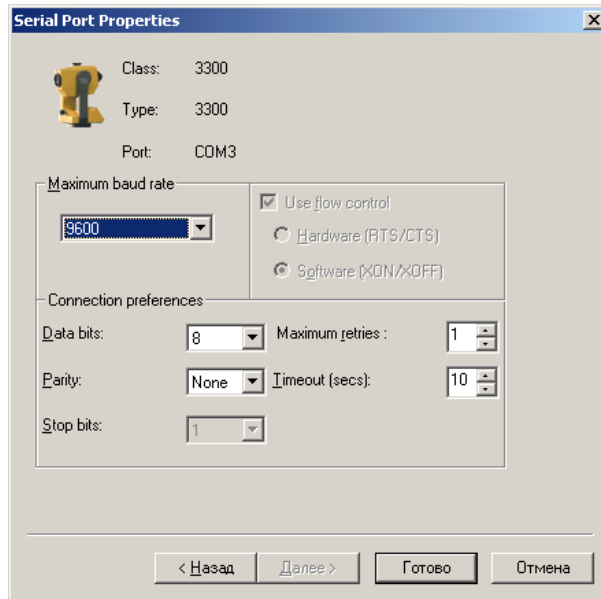 Serial Port Properties
Class: 3300
Type: 3300
Port: COM3
Maximum baud rate
9600
Use flow control
Hardware (RTS/CTS)
Software (XON/XOFF)
Connection preferences
Data bits: 8 Maximum retries : 1
Parity: None Timeout (secs): 10
Stop bits: 1
< Назад Далее > Готово Отмена